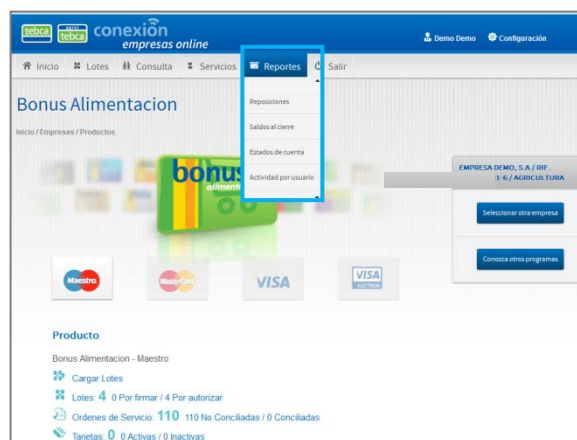 tebca
servi
tebca
conexión
empresas online
Demo Demo
Configuración
Inicio
Lotes
Consulta
Servicios
Reportes
Salir
Bonus Alimentacion
Inicio / Empresas / Productos
Reposiciones
Saldos al cierre
Estados de cuenta
Actividad por usuario
bonus
alimentación
EMPRESA DEMO, S.A / RIF.
1-6 / AGRICULTURA
Seleccionar otra empresa
Conozca otros programas
Maestro
MasterCard
VISA
VISA
ELECTRON
Producto
Bonus Alimentacion - Maestro
Cargar Lotes
Lotes: 4 0 Por firmar / 4 Por autorizar
Ordenes de Servicio: 110 110 No Conciliadas / 0 Conciliadas
Tarjetas: 0 0 Activas / 0 Inactivas